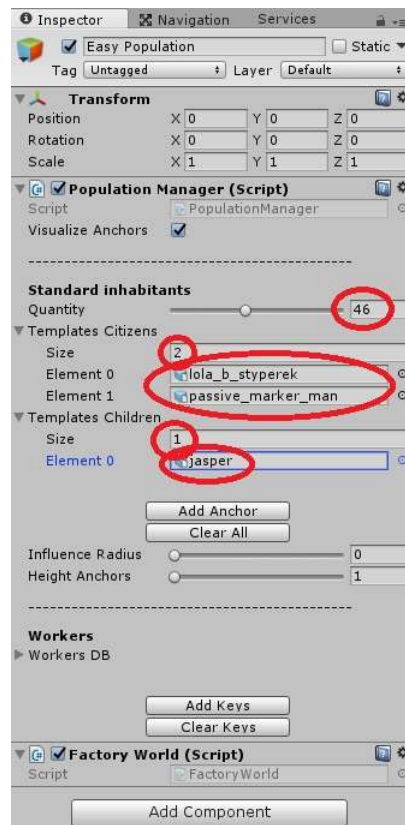 Inspector Navigation Services
Easy Population Static
Tag Untagged Layer Default
Transform
Position X 0 Y 0 Z 0
Rotation X 0 Y 0 Z 0
Scale X 1 Y 1 Z 1
Population Manager (Script)
Script PopulationManager
Visualize Anchors
------------------------------------
Standard inhabitants
Quantity 46
Templates Citizens
Size 2
Element 0 lola_b_styperek
Element 1 passive_marker_man
Templates Children
Size 1
Element 0 jasper
Add Anchor
Clear All
Influence Radius 0
Height Anchors 1
------------------------------------
Workers
Workers DB
Add Keys
Clear Keys
Factory World (Script)
Script FactoryWorld
Add Component